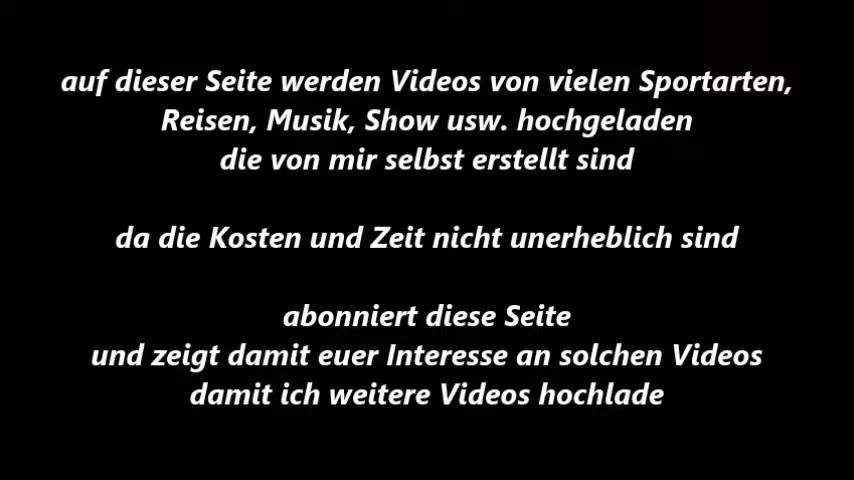 auf dieser Seite werden Videos von vielen Sportarten,
Reisen, Musik, Show usw. hochgeladen
die von mir selbst erstellt sind
da die Kosten und Zeit nicht unerheblich sind
abonniert diese Seite
und zeigt damit euer Interesse an solchen Videos
damit ich weitere Videos hochlade